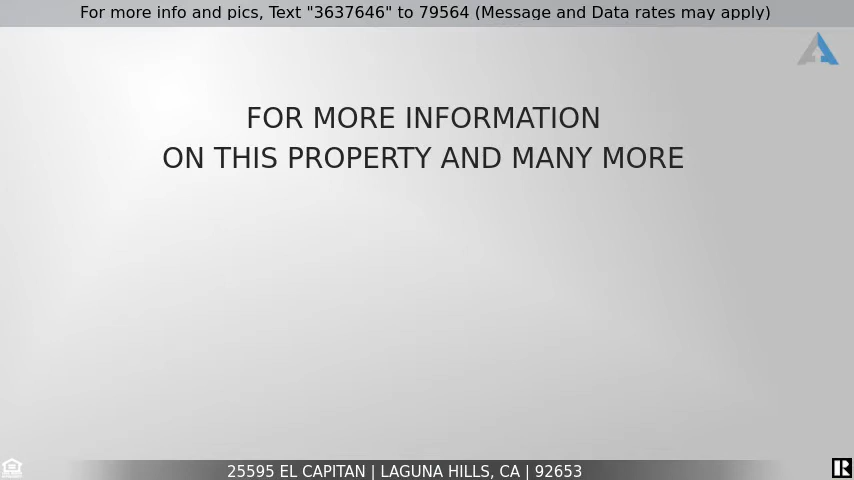 For more info and pics, Text "3637646" to 79564 (Message and Data rates may apply)
FOR MORE INFORMATION
ON THIS PROPERTY AND MANY MORE
25595 EL CAPITAN | LAGUNA HILLS, CA | 92653